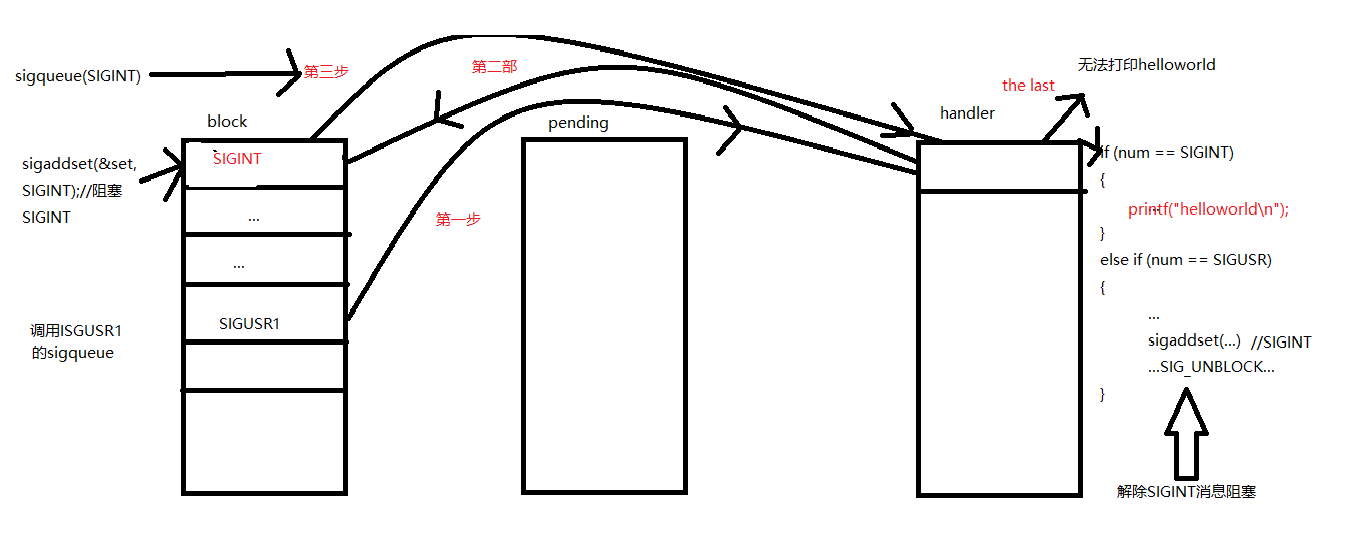 sigqueue(SIGINT)
第三步
第二部
the last
无法打印helloworld
block
pending
handler
sigaddset(&set,
SIGINT);//阻塞
SIGINT
SIGINT
...
...
SIGUSR1
第一步
调用ISGUSR1
的sigqueue
if (num == SIGINT)
{
printf("helloworld\n");
}
else if (num == SIGUSR)
{
...
sigaddset(...) //SIGINT
...SIG_UNBLOCK...
}
解除SIGINT消息阻塞